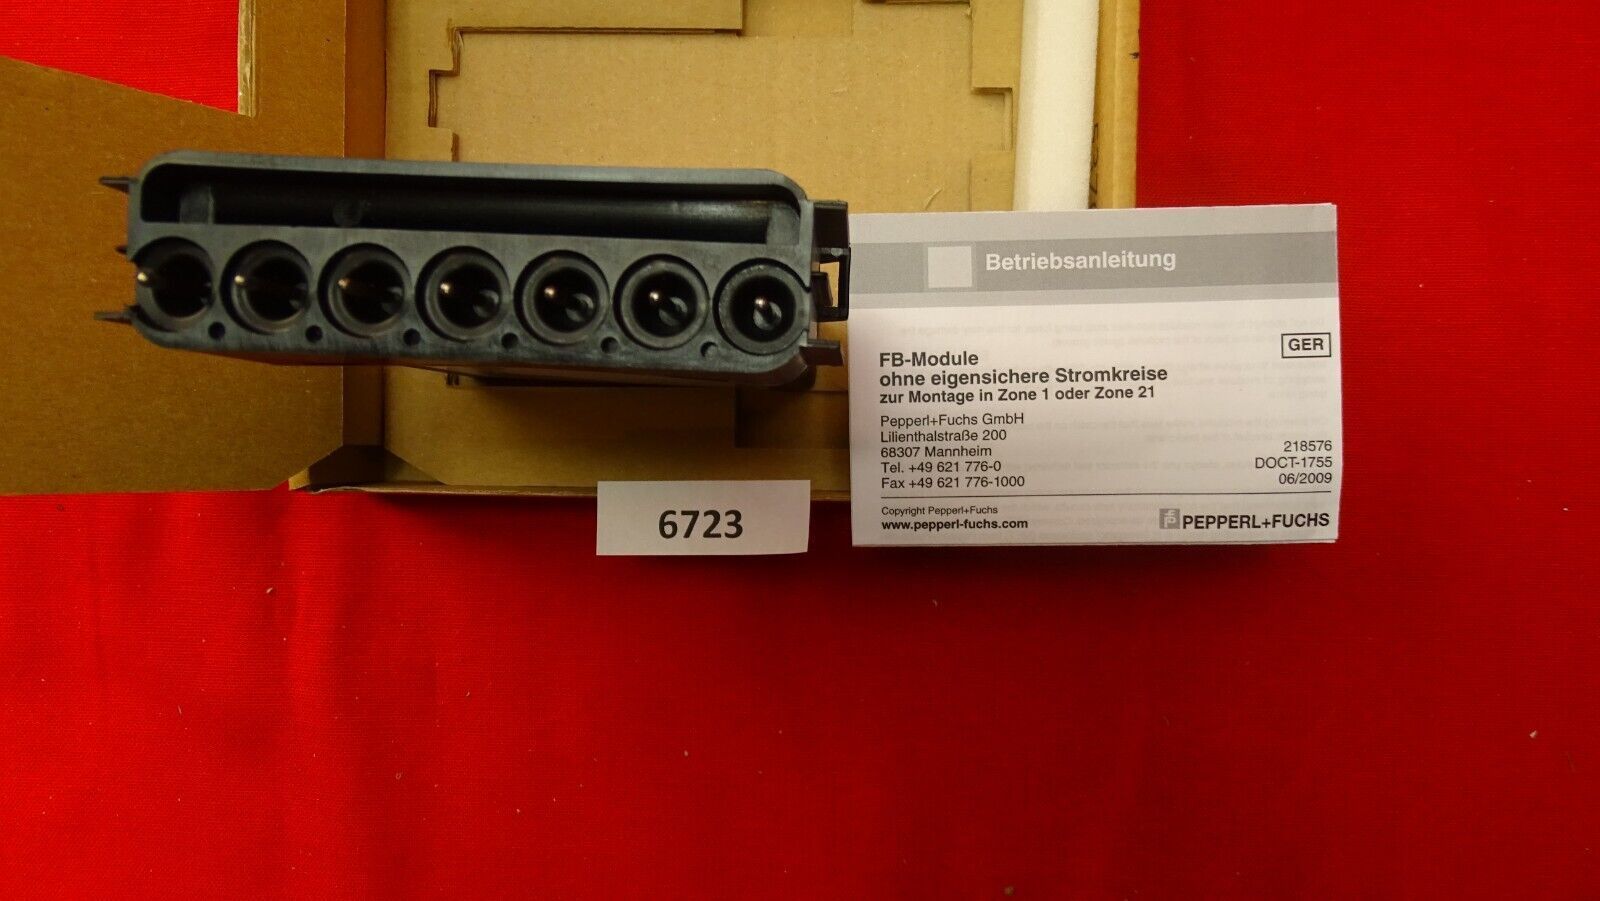 Betriebsanleitung
GER
FB-Module
ohne eigensichere Stromkreise
zur Montage in Zone 1 oder Zone 21
Pepperl+Fuchs GmbH
Lilienthalstraße 200
68307 Mannheim
Tel. +49 621 776-0
Fax +49 621 776-1000
218576
DOCT-1755
06/2009
Copyright Pepperl+Fuchs
www.pepperl-fuchs.com
PEPPERL+FUCHS
6723